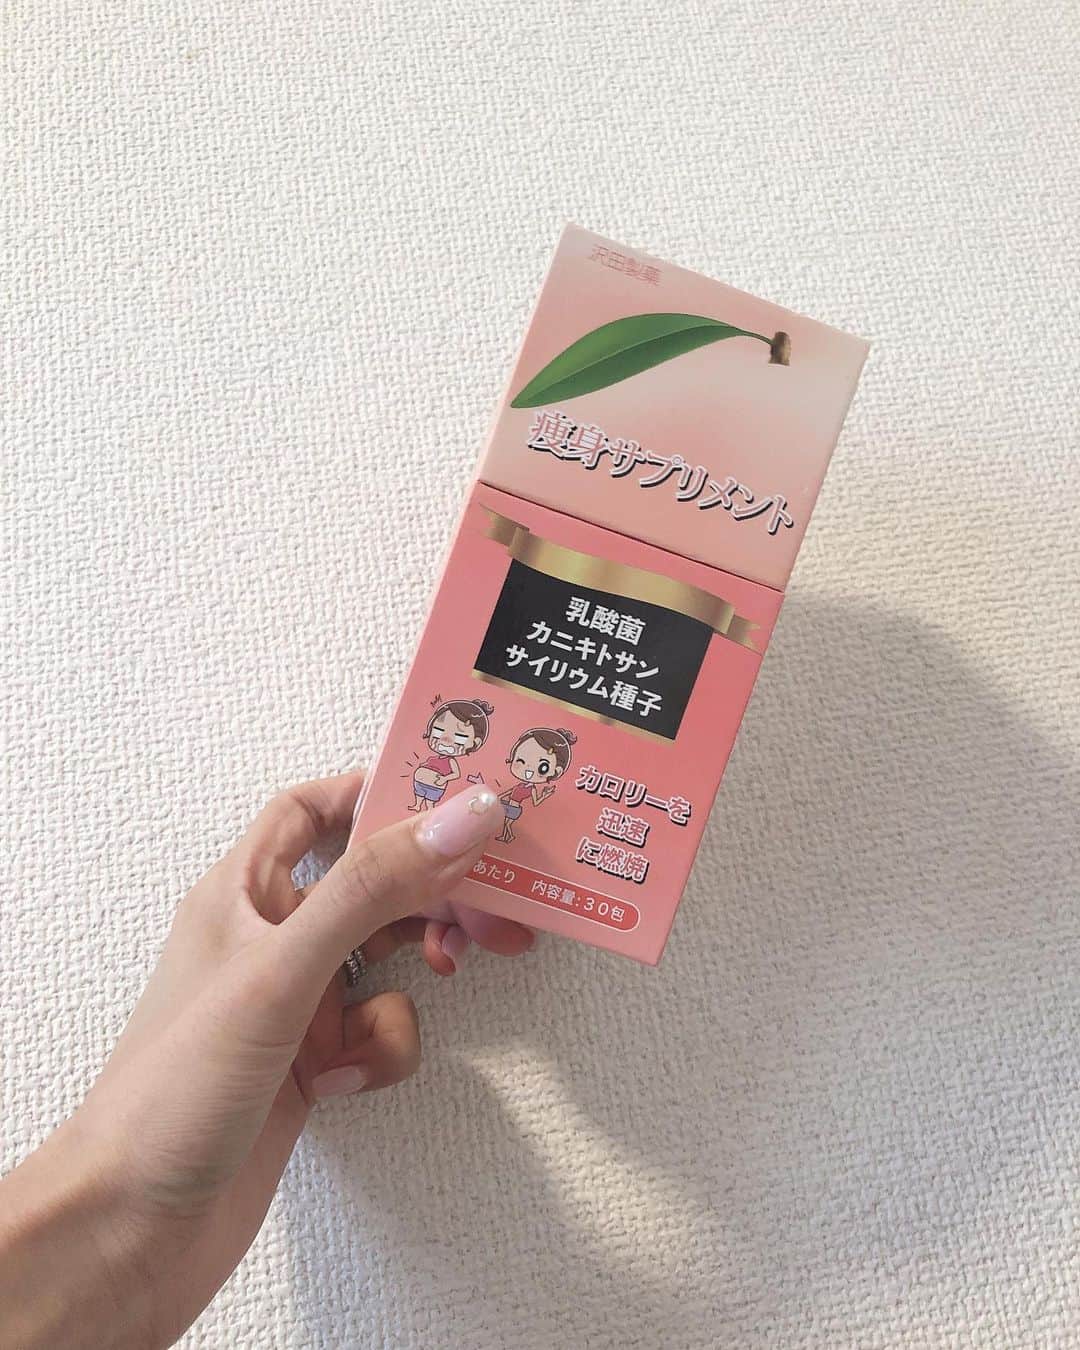 沢田製薬
痩身サプリメント
乳酸菌
カニキトサン
サイリウム種子
カロリーを
迅速
に燃焼
あたり 内容量:30包